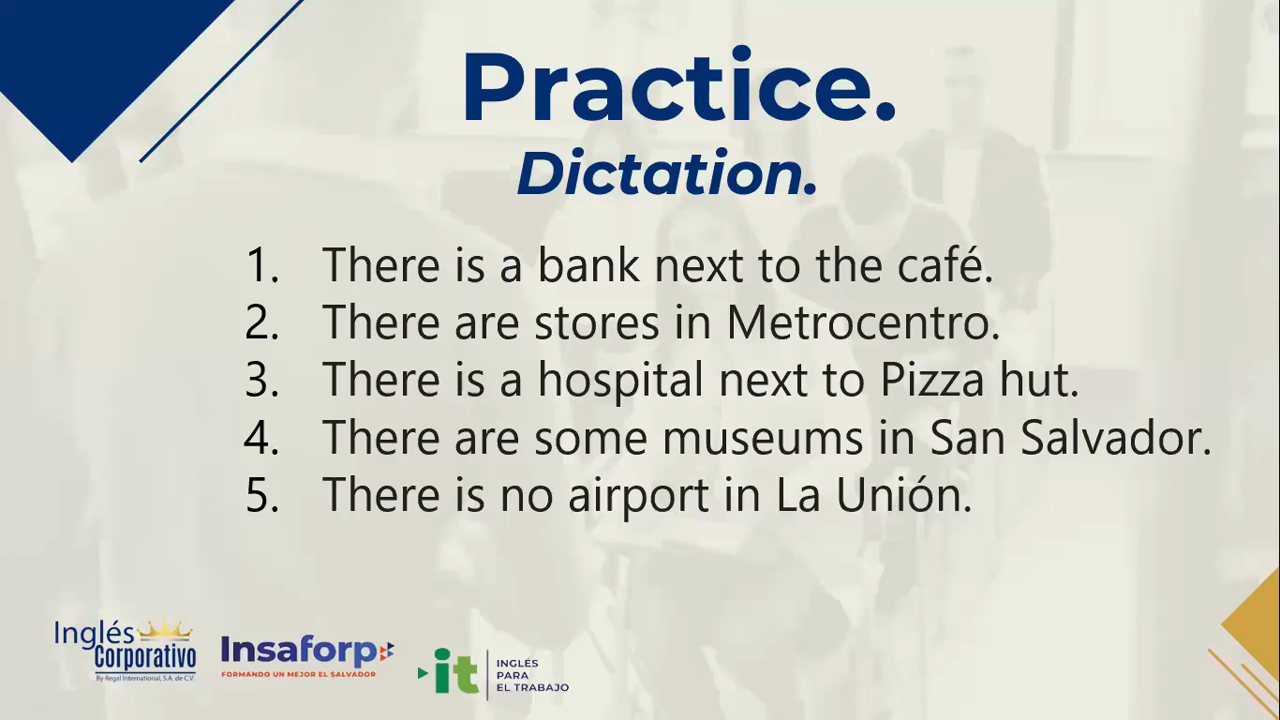 Practice.
Dictation.
1. There is a bank next to the café.
2. There are stores in Metrocentro.
3. There is a hospital next to Pizza hut.
4. There are some museums in San Salvador.
5. There is no airport in La Unión.
Inglés
Corporativo
By Regal International, S.A. de C.V.
Insaforp
FORMANDO UN MEJOR EL SALVADOR
it
INGLÉS
PARA
EL TRABAJO